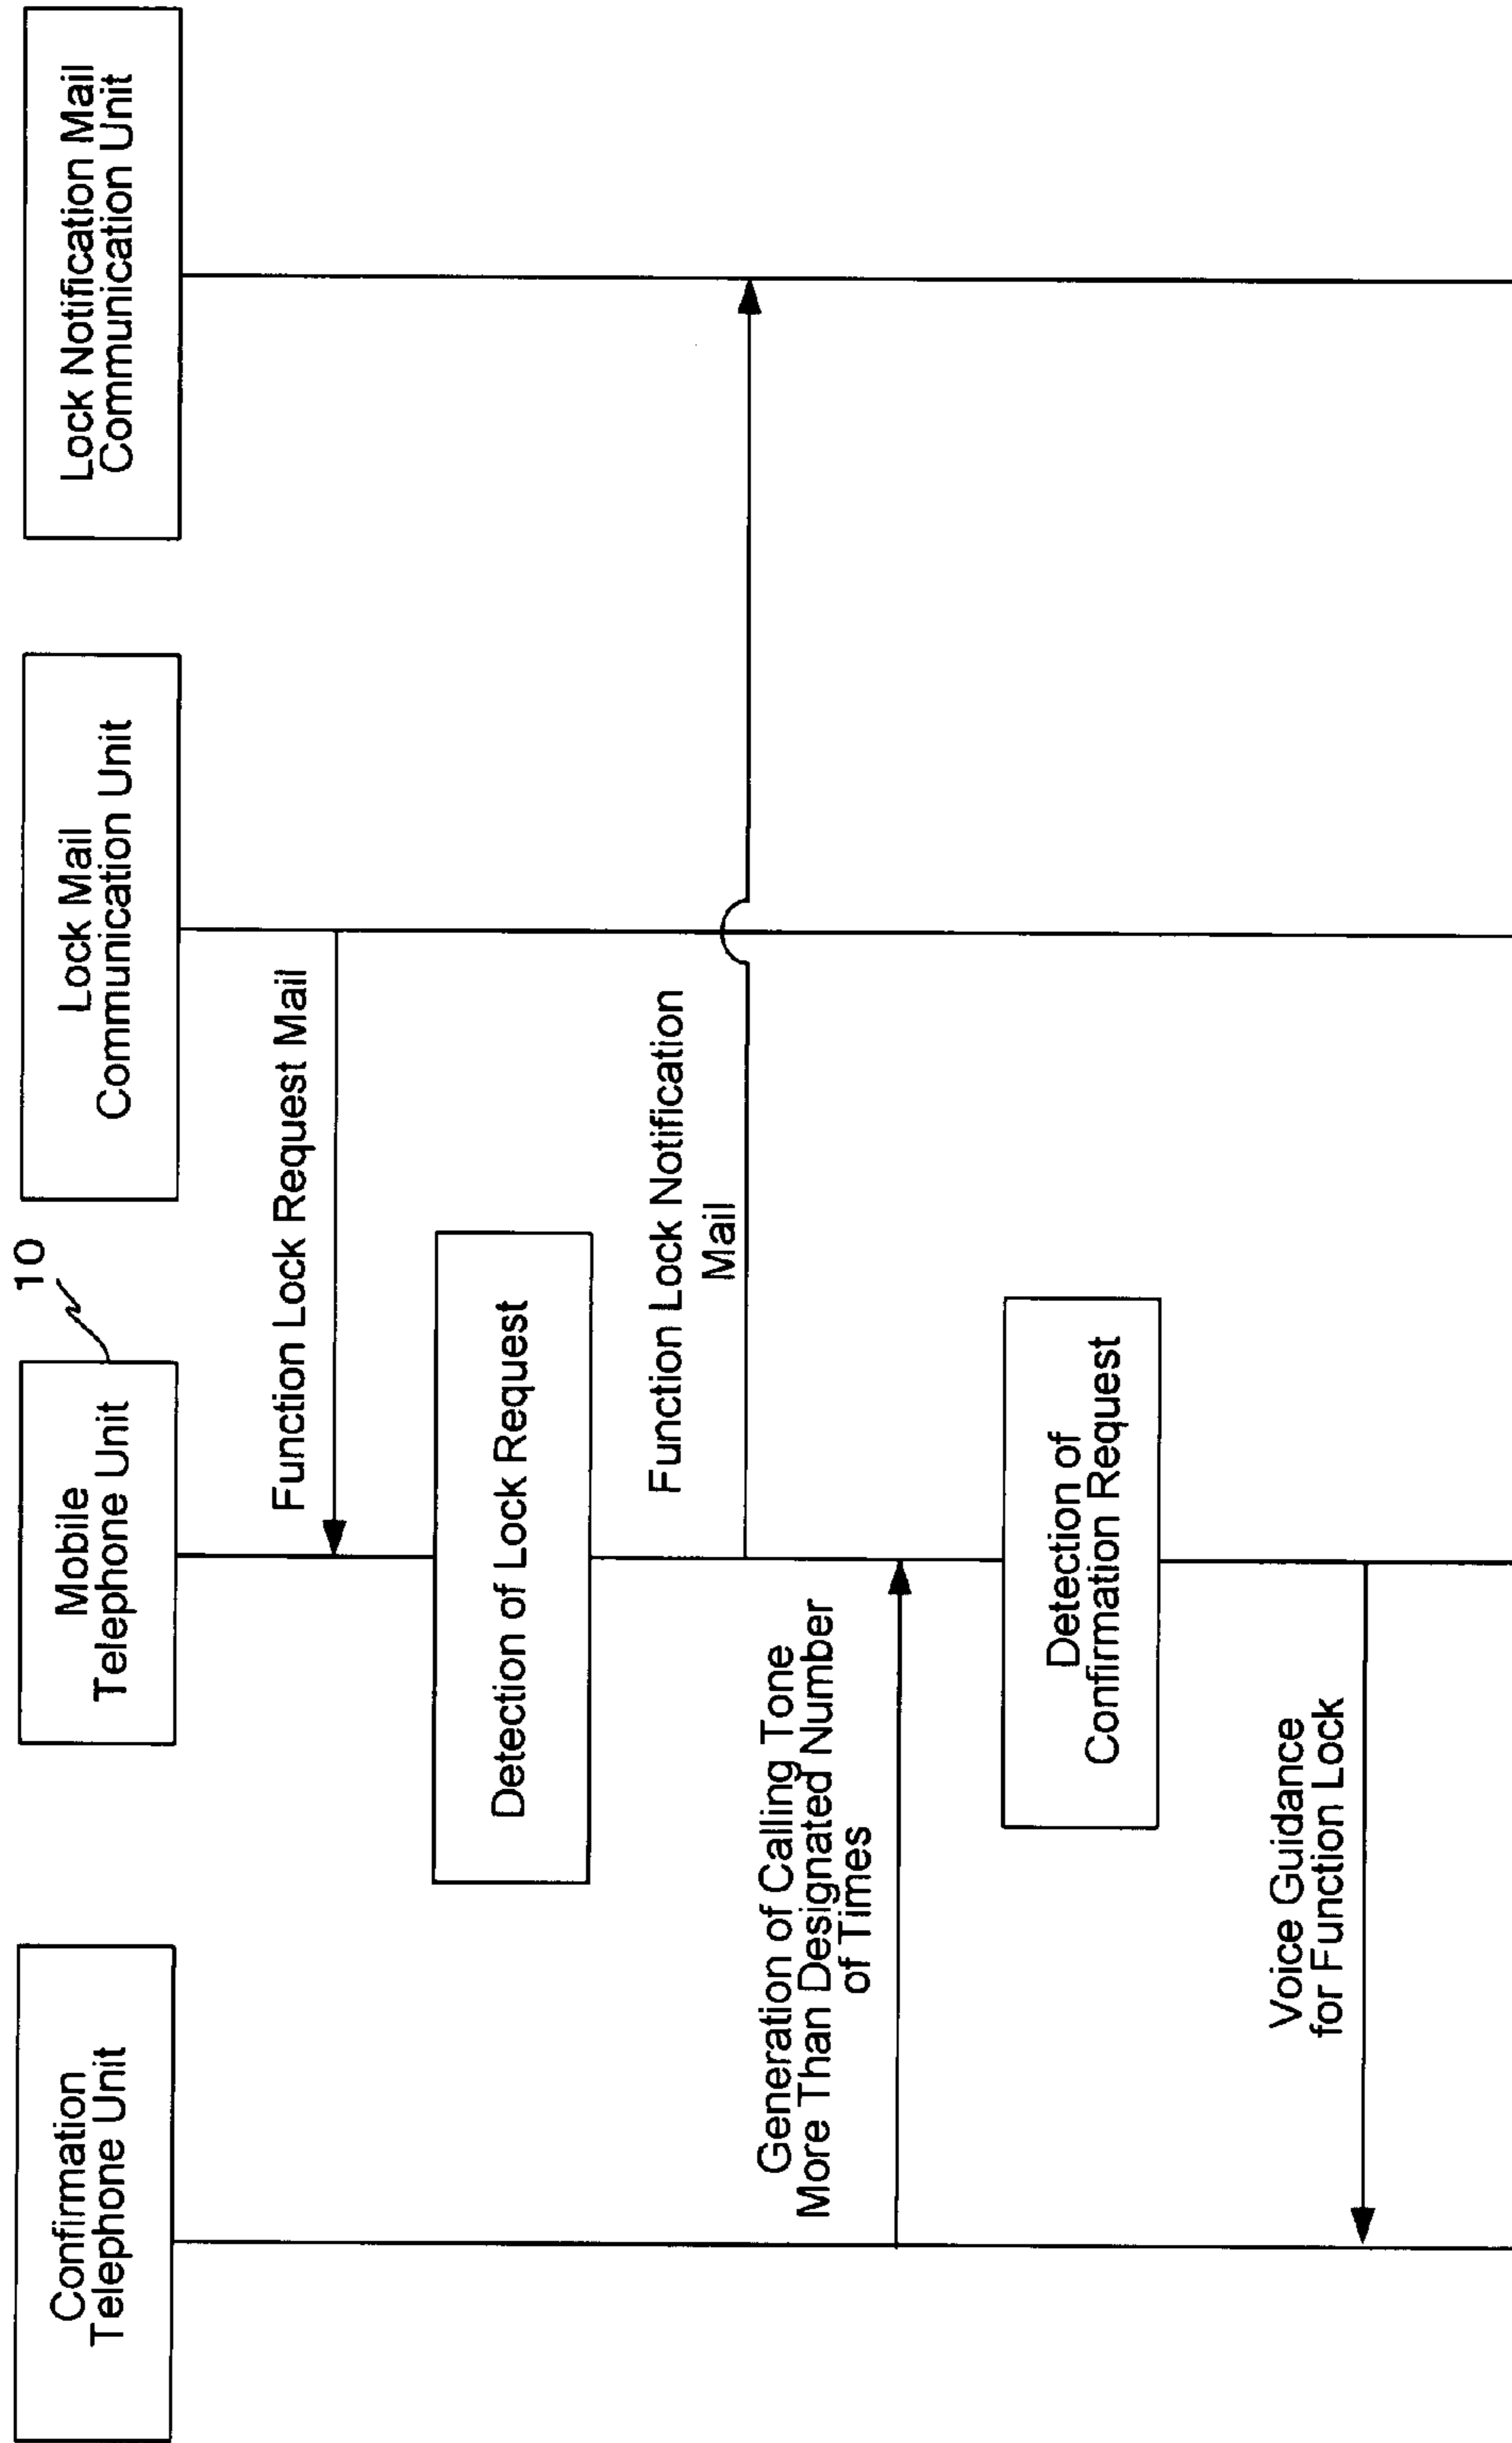 Confirmation
Telephone Unit
Mobile
Telephone Unit
10
Lock Mail
Communication Unit
Lock Notification Mail
Communication Unit
Function Lock Request Mail
Detection of Lock Request
Function Lock Notification
Mail
Generation of Calling Tone
More Than Designated Number
of Times
Detection of
Confirmation Request
Voice Guidance
for Function Lock